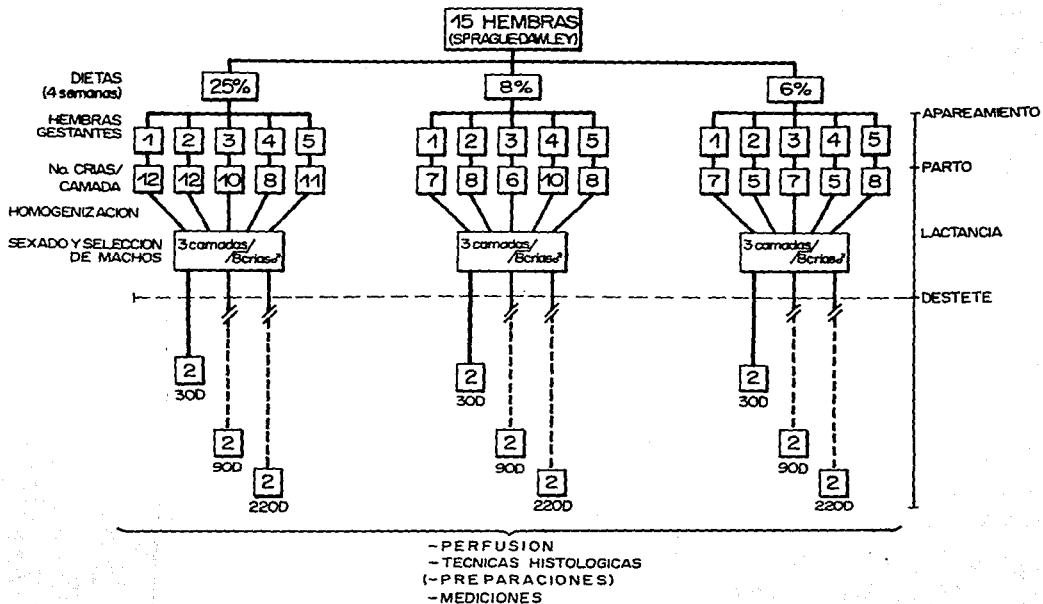 15 HEMBRAS
(SPRAGUE-DAWLEY)
DIETAS
(4 semanas)
25%
8%
6%
HEMBRAS
GESTANTES
1 2 3 4 5
1 2 3 4 5
1 2 3 4 5
APAREAMIENTO
No. CRIAS/
CAMADA
12 12 10 8 11
7 8 6 10 8
7 5 7 5 8
PARTO
HOMOGENIZACION
SEXADO Y SELECCION
DE MACHOS
3 camadas/
/8crias♂
3 camadas/
/8crias♂
3 camadas/
/8crias♂
LACTANCIA
DESTETE
2
30D
2
30D
2
30D
2
90D
2
90D
2
90D
2
220D
2
220D
2
220D
-PERFUSION
-TECNICAS HISTOLOGICAS
(-PREPARACIONES)
-MEDICIONES